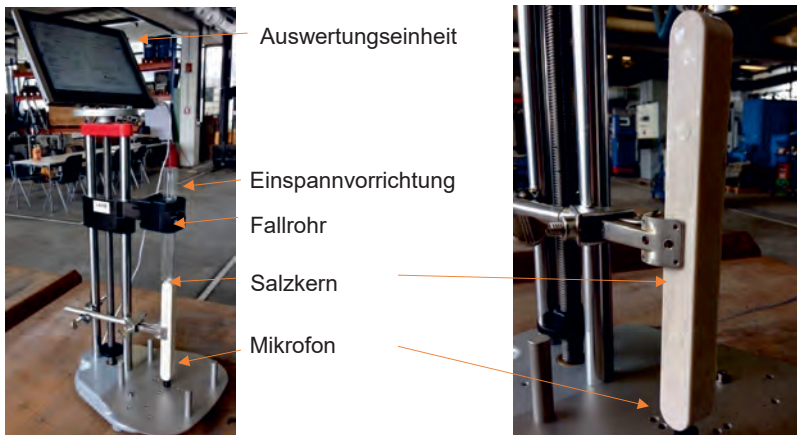 Auswertungseinheit
Einspannvorrichtung
Fallrohr
Salzkern
Mikrofon